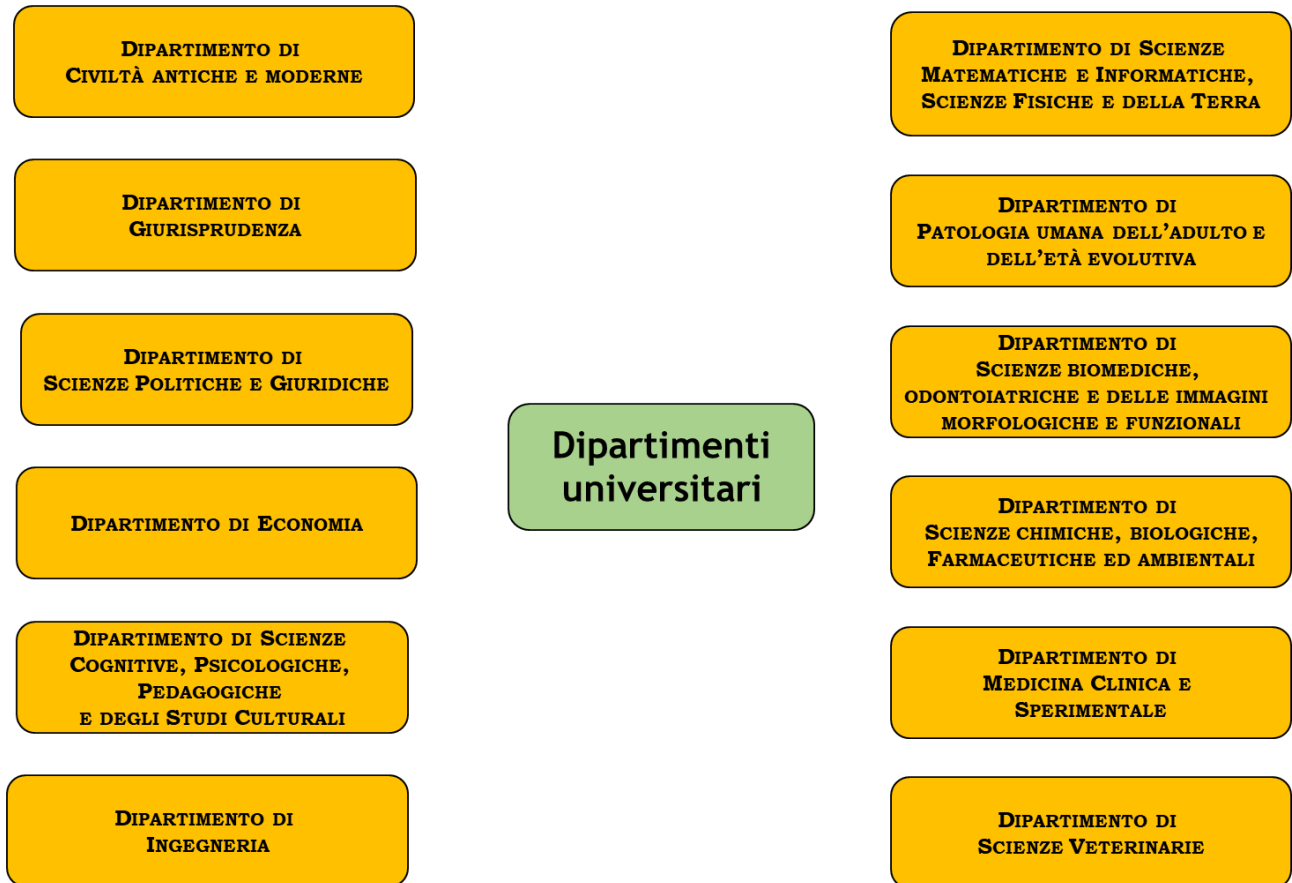 Dipartimento di
Civiltà antiche e moderne
Dipartimento di
Giurisprudenza
Dipartimento di
Scienze Politiche e Giuridiche
Dipartimento di Economia
Dipartimento di Scienze
Cognitive, Psicologiche,
Pedagogiche
e degli Studi Culturali
Dipartimento di
Ingegneria
Dipartimenti
universitari
Dipartimento di Scienze
Matematiche e Informatiche,
Scienze Fisiche e della Terra
Dipartimento di
Patologia umana dell’adulto e
dell’età evolutiva
Dipartimento di
Scienze biomediche,
odontoiatriche e delle immagini
morfologiche e funzionali
Dipartimento di
Scienze chimiche, biologiche,
Farmaceutiche ed ambientali
Dipartimento di
Medicina Clinica e
Sperimentale
Dipartimento di
Scienze Veterinarie